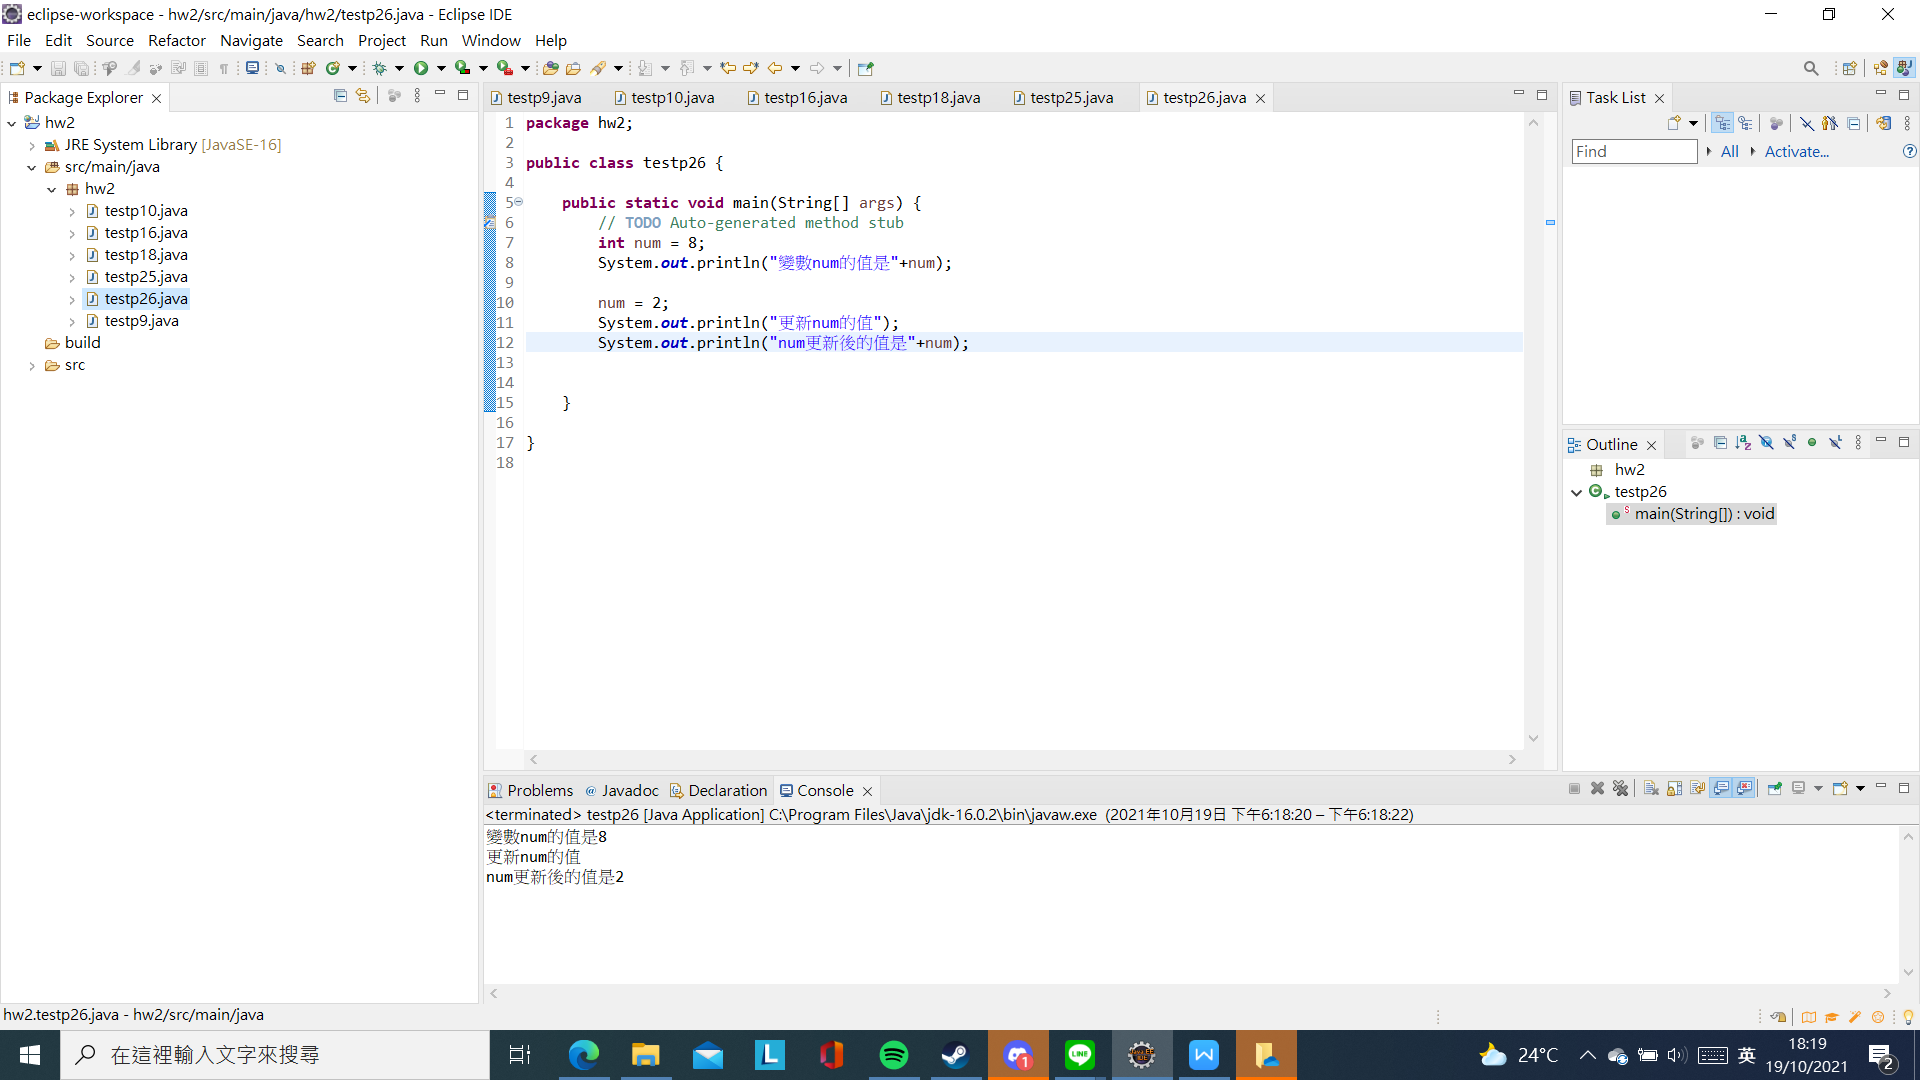 eclipse-workspace - hw2/src/main/java/hw2/testp26.java - Eclipse IDE
File Edit Source Refactor Navigate Search Project Run Window Help
Package Explorer
hw2
JRE System Library [JavaSE-16]
src/main/java
hw2
testp10.java
testp16.java
testp18.java
testp25.java
testp26.java
testp9.java
build
src
testp9.java testp10.java testp16.java testp18.java testp25.java testp26.java
1 package hw2;
2
3 public class testp26 {
4
5 public static void main(String[] args) {
6 // TODO Auto-generated method stub
7 int num = 8;
8 System.out.println("變數num的值是"+num);
9
10 num = 2;
11 System.out.println("更新num的值");
12 System.out.println("num更新後的值是"+num);
13
14
15 }
16
17 }
18
Task List
Find All Activate...
Outline
hw2
testp26
main(String[]) : void
Problems @ Javadoc Declaration Console
<terminated> testp26 [Java Application] C:\Program Files\Java\jdk-16.0.2\bin\javaw.exe (2021年10月19日 下午6:18:20 – 下午6:18:22)
變數num的值是8
更新num的值
num更新後的值是2
hw2.testp26.java - hw2/src/main/java
在這裡輸入文字來搜尋
L
1
LINE
W
24°C
英
18:19
19/10/2021
2